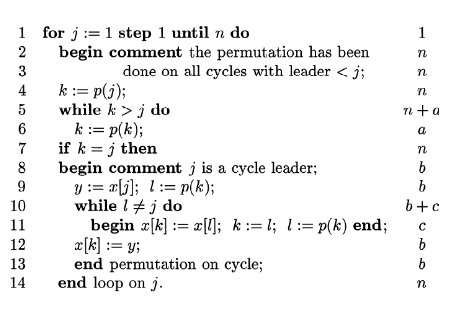 1 for j := 1 step 1 until n do 1
2 begin comment the permutation has been n
3 done on all cycles with leader < j; n
4 k := p(j); n
5 while k > j do n + a
6 k := p(k); a
7 if k = j then n
8 begin comment j is a cycle leader; b
9 y := x[j]; l := p(k); b
10 while l ≠ j do b + c
11 begin x[k] := x[l]; k := l; l := p(k) end; c
12 x[k] := y; b
13 end permutation on cycle; b
14 end loop on j. n